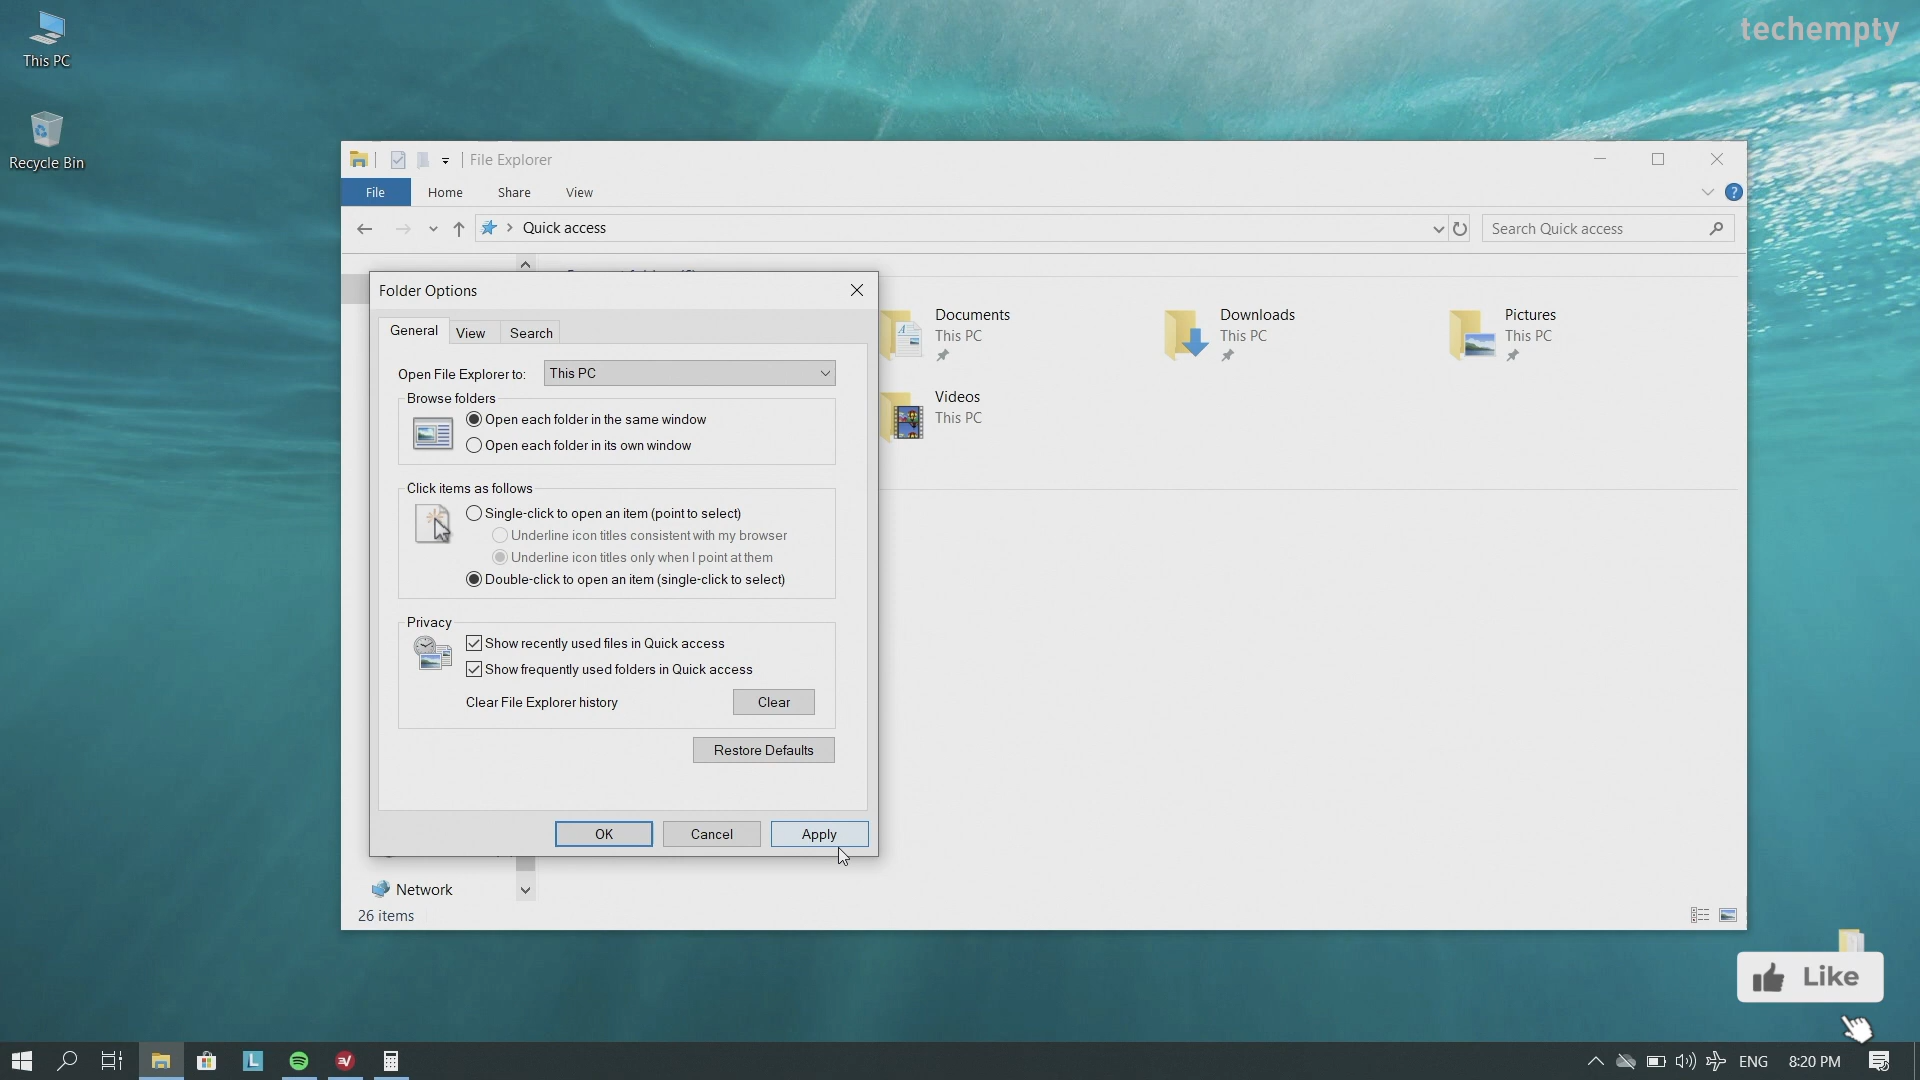 techempty
This PC
Recycle Bin
File Explorer
File
Home
Share
View
Quick access
Search Quick access
Folder Options
General
View
Search
Open File Explorer to:
This PC
Browse folders
Open each folder in the same window
Open each folder in its own window
Click items as follows
Single-click to open an item (point to select)
Underline icon titles consistent with my browser
Underline icon titles only when I point at them
Double-click to open an item (single-click to select)
Privacy
Show recently used files in Quick access
Show frequently used folders in Quick access
Clear File Explorer history
Clear
Restore Defaults
OK
Cancel
Apply
Documents
This PC
Downloads
This PC
Pictures
This PC
Videos
This PC
Network
26 items
Like
ENG
8:20 PM